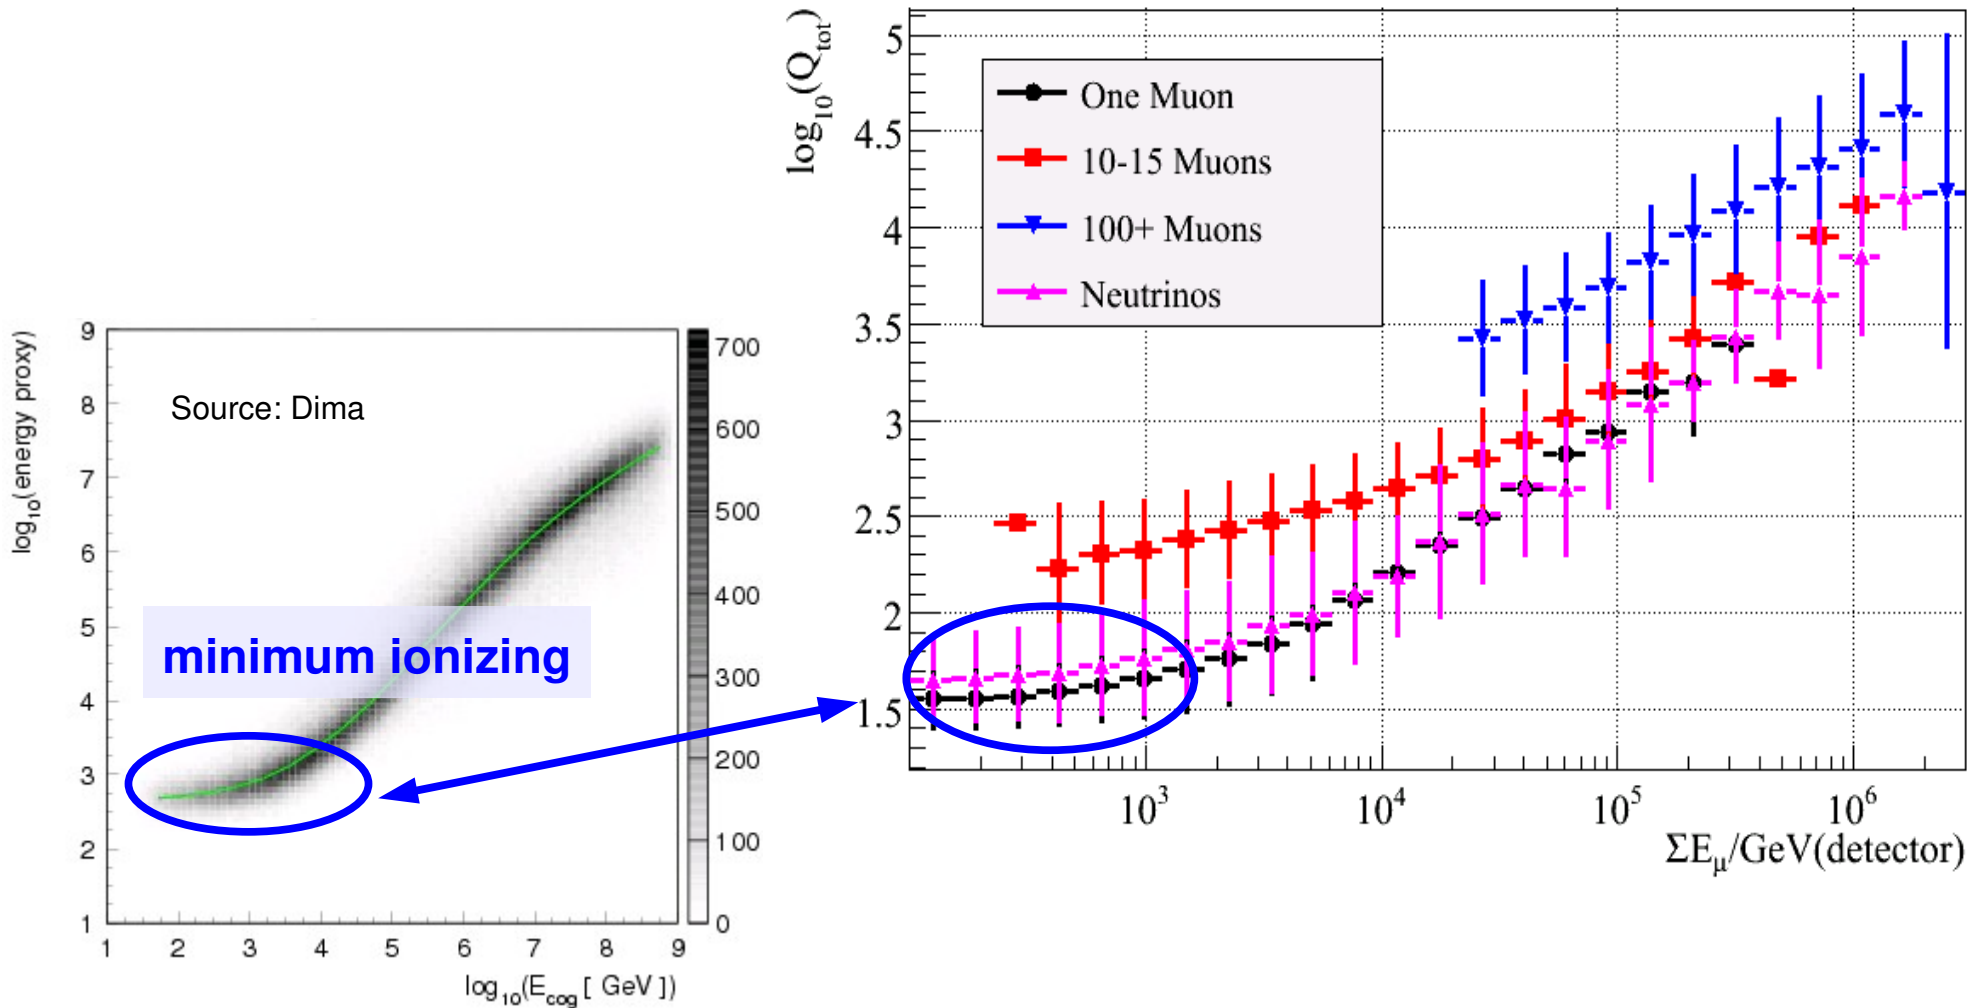 log10(Qtot)
5
4.5
4
3.5
3
2.5
2
1.5
One Muon
10-15 Muons
100+ Muons
Neutrinos
10^3
10^4
10^5
10^6
ΣEμ/GeV(detector)
log10(energy proxy)
9
8
7
6
5
4
3
2
1
Source: Dima
minimum ionizing
700
600
500
400
300
200
100
0
1 2 3 4 5 6 7 8 9
log10(Ecog [ GeV ])